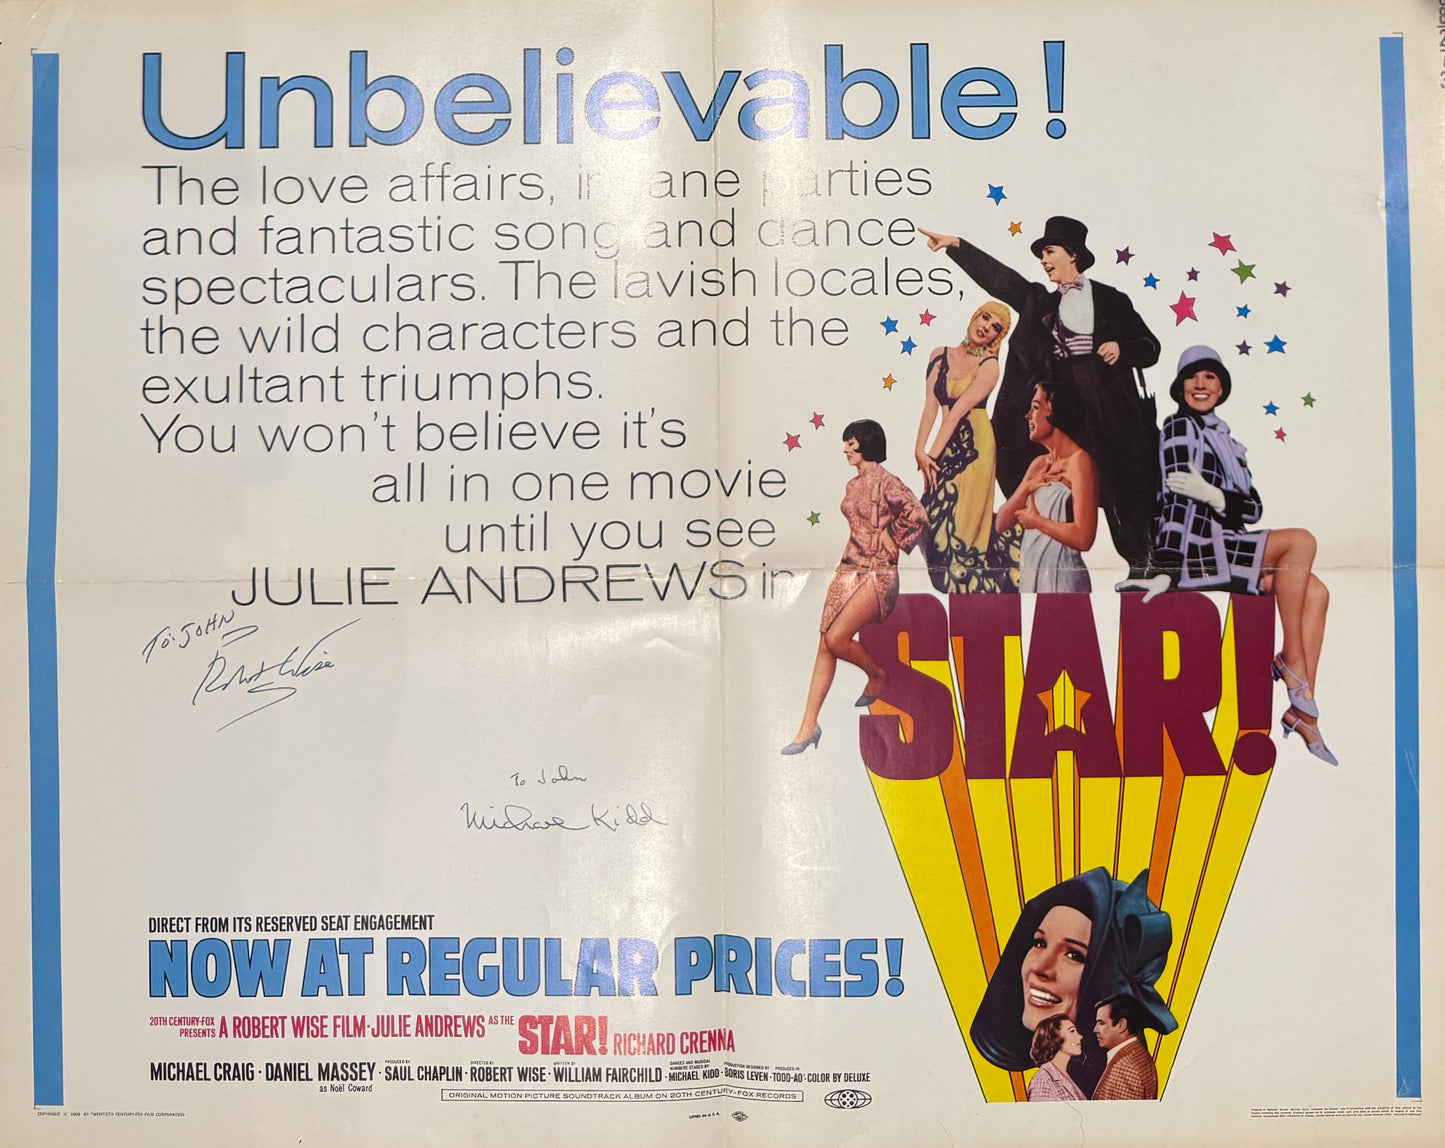 Unbelievable!
The love affairs, insane parties
and fantastic song and dance
spectaculars. The lavish locales,
the wild characters and the
exultant triumphs.
You won't believe it's
all in one movie
until you see
JULIE ANDREWS in
STAR!
TO: JOHN
Robert Wise
To John
Michael Kidd
DIRECT FROM ITS RESERVED SEAT ENGAGEMENT
NOW AT REGULAR PRICES!
20TH CENTURY-FOX PRESENTS A ROBERT WISE FILM · JULIE ANDREWS AS THE STAR! RICHARD CRENNA
MICHAEL CRAIG · DANIEL MASSEY as Noël Coward · PRODUCED BY SAUL CHAPLIN · DIRECTED BY ROBERT WISE · WRITTEN BY WILLIAM FAIRCHILD · DANCES AND MUSICAL NUMBERS STAGED BY MICHAEL KIDD · PRODUCTION DESIGNED BY BORIS LEVEN · PRODUCED IN TODD-AO · COLOR BY DELUXE
ORIGINAL MOTION PICTURE SOUNDTRACK ALBUM ON 20TH CENTURY-FOX RECORDS
LITHO. IN U.S.A.